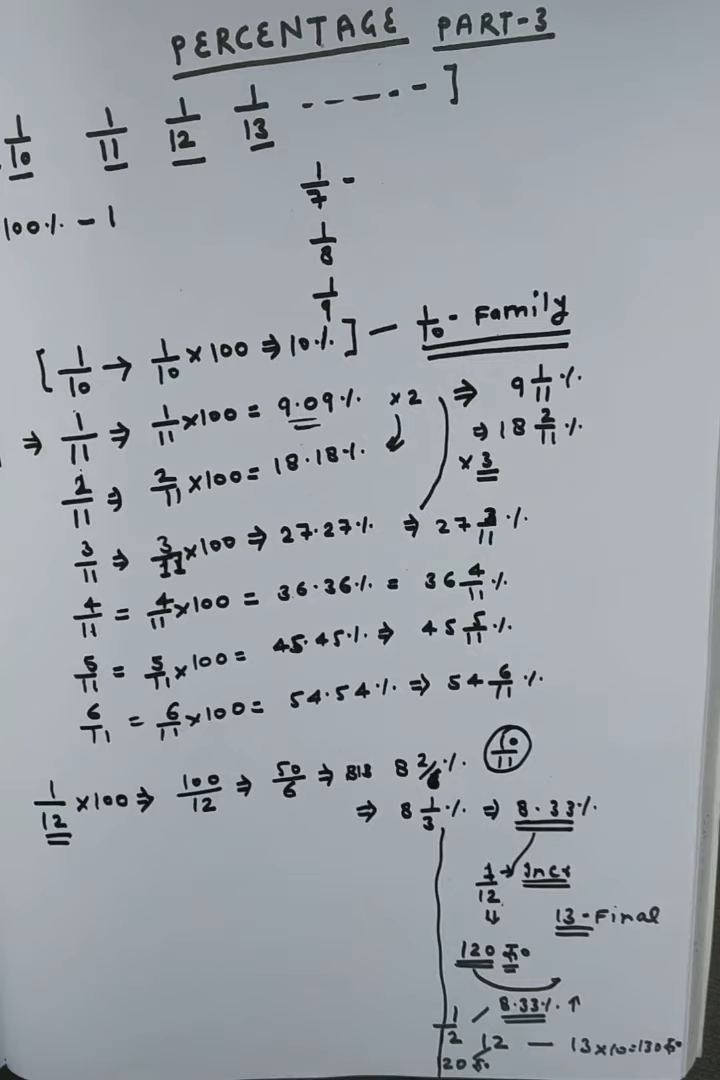 PERCENTAGE PART-3
1/10 1/11 1/12 1/13 ------]
1/7 -
100% - 1
1/8
1/9
[1/10 → 1/10 × 100 ⇒ 10%] - 1/10 - Family
⇒ 1/11 ⇒ 1/11 × 100 = 9.09% ×2 ⇒ 9 1/11 %
2/11 ⇒ 2/11 × 100 = 18.18% ⇒ 18 2/11 %
×3
3/11 ⇒ 3/11 × 100 ⇒ 27.27% ⇒ 27 3/11 %
4/11 = 4/11 × 100 = 36.36% = 36 4/11 %
5/11 = 5/11 × 100 = 45.45% ⇒ 45 5/11 %
6/11 = 6/11 × 100 = 54.54% ⇒ 54 6/11 %
10/11
1/12 × 100 ⇒ 100/12 ⇒ 50/6 ⇒ 8 2/6 %
⇒ 8 1/3 % ⇒ 8.33%
1/12 → Incr
↓
13 - Final
120
8.33% ↑
1/2 12 — 13×10=130
120